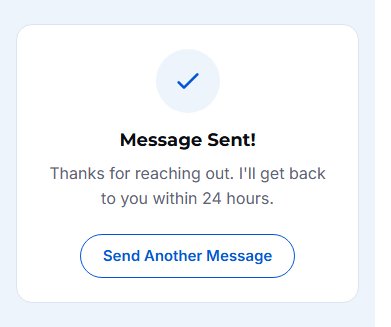 Message Sent!
Thanks for reaching out. I'll get back
to you within 24 hours.
Send Another Message